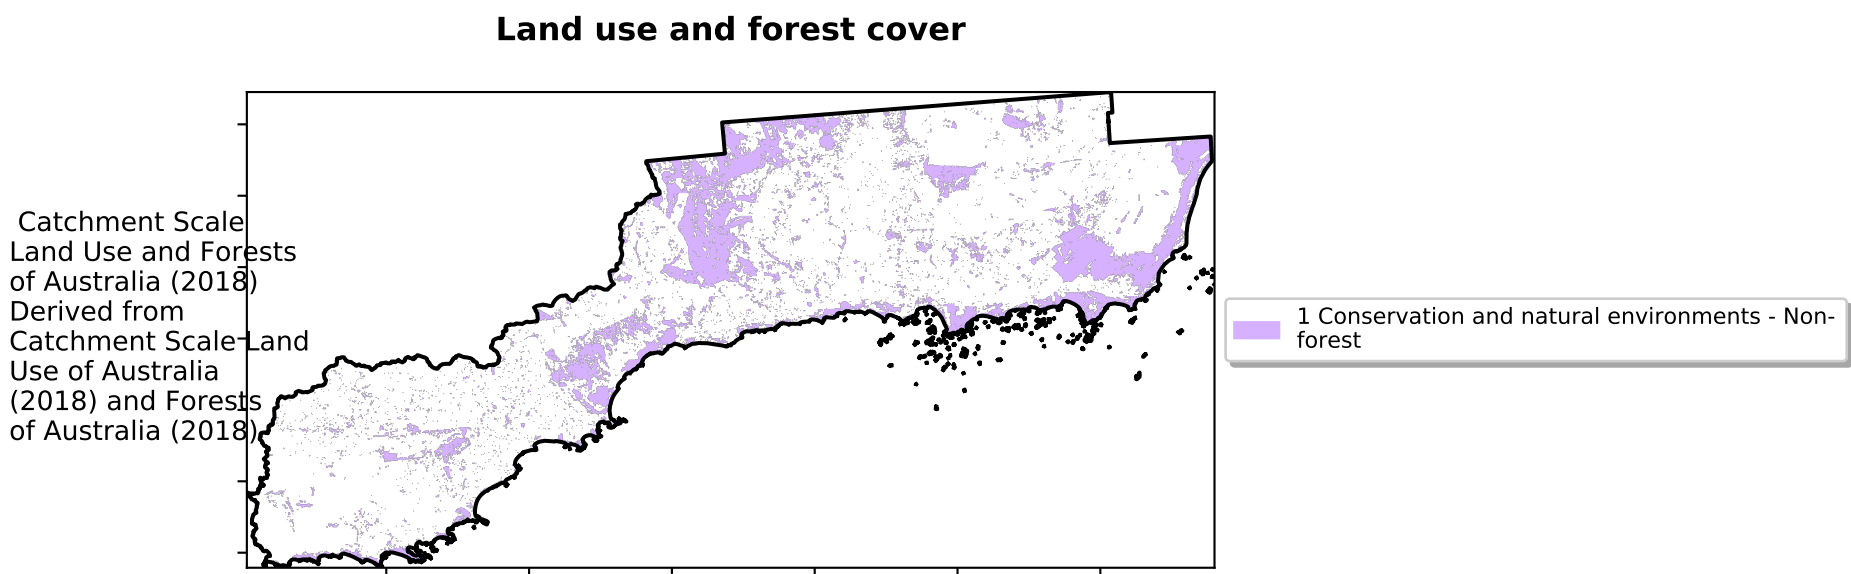 Land use and forest cover
Catchment Scale
Land Use and Forests
of Australia (2018)
Derived from
Catchment Scale Land
Use of Australia
(2018) and Forests
of Australia (2018)
1 Conservation and natural environments - Non-
forest